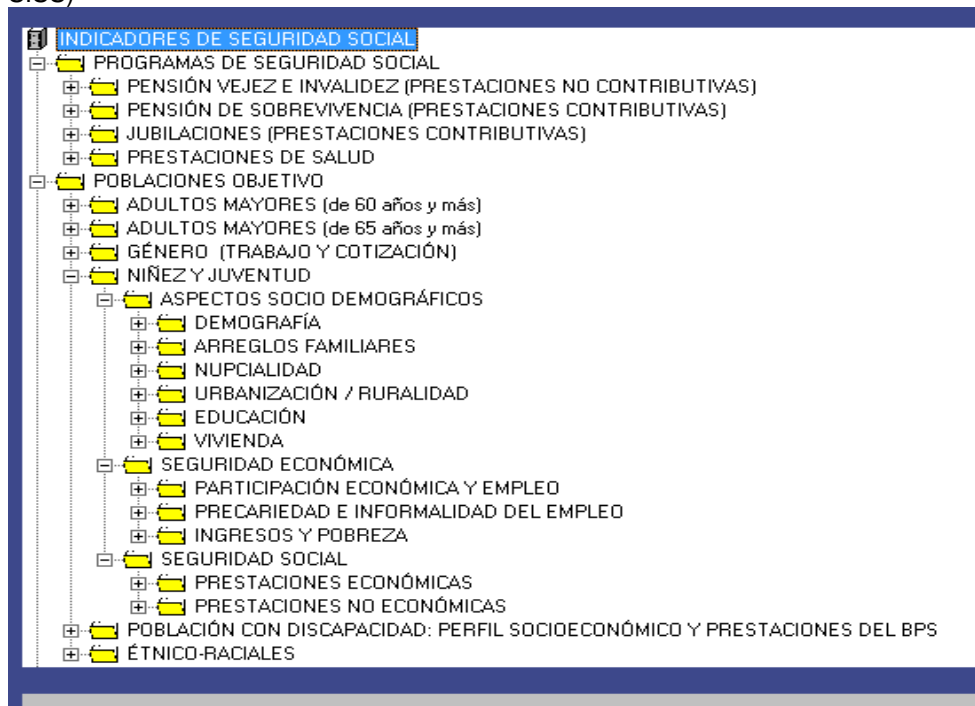 INDICADORES DE SEGURIDAD SOCIAL
PROGRAMAS DE SEGURIDAD SOCIAL
PENSIÓN VEJEZ E INVALIDEZ (PRESTACIONES NO CONTRIBUTIVAS)
PENSIÓN DE SOBREVIVENCIA (PRESTACIONES CONTRIBUTIVAS)
JUBILACIONES (PRESTACIONES CONTRIBUTIVAS)
PRESTACIONES DE SALUD
POBLACIONES OBJETIVO
ADULTOS MAYORES (de 60 años y más)
ADULTOS MAYORES (de 65 años y más)
GÉNERO (TRABAJO Y COTIZACIÓN)
NIÑEZ Y JUVENTUD
ASPECTOS SOCIO DEMOGRÁFICOS
DEMOGRAFÍA
ARREGLOS FAMILIARES
NUPCIALIDAD
URBANIZACIÓN / RURALIDAD
EDUCACIÓN
VIVIENDA
SEGURIDAD ECONÓMICA
PARTICIPACIÓN ECONÓMICA Y EMPLEO
PRECARIEDAD E INFORMALIDAD DEL EMPLEO
INGRESOS Y POBREZA
SEGURIDAD SOCIAL
PRESTACIONES ECONÓMICAS
PRESTACIONES NO ECONÓMICAS
POBLACIÓN CON DISCAPACIDAD: PERFIL SOCIOECONÓMICO Y PRESTACIONES DEL BPS
ÉTNICO-RACIALES